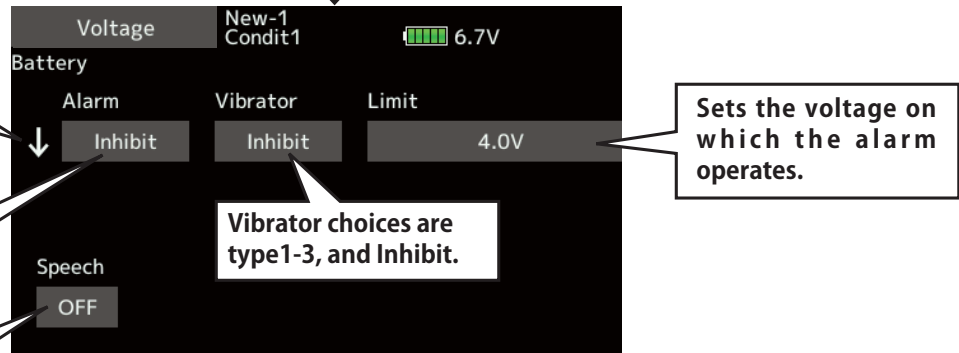 Voltage
New-1
Condit1
6.7V
Battery
Alarm
Vibrator
Limit
↓
Inhibit
Inhibit
4.0V
Sets the voltage on
which the alarm
operates.
Vibrator choices are
type1-3, and Inhibit.
Speech
OFF